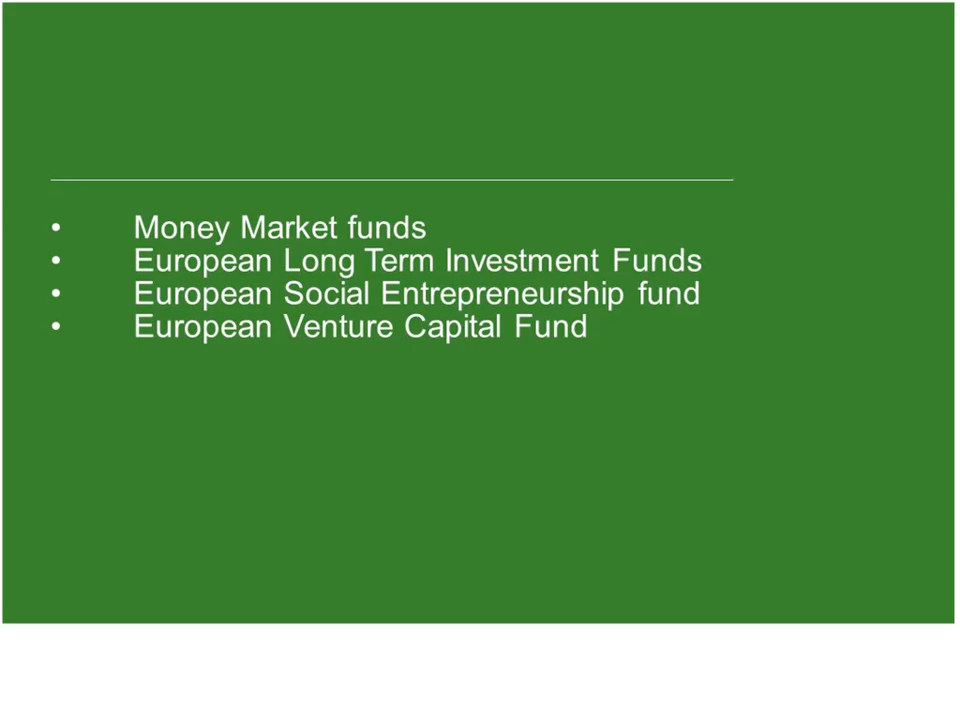 • Money Market funds
• European Long Term Investment Funds
• European Social Entrepreneurship fund
• European Venture Capital Fund